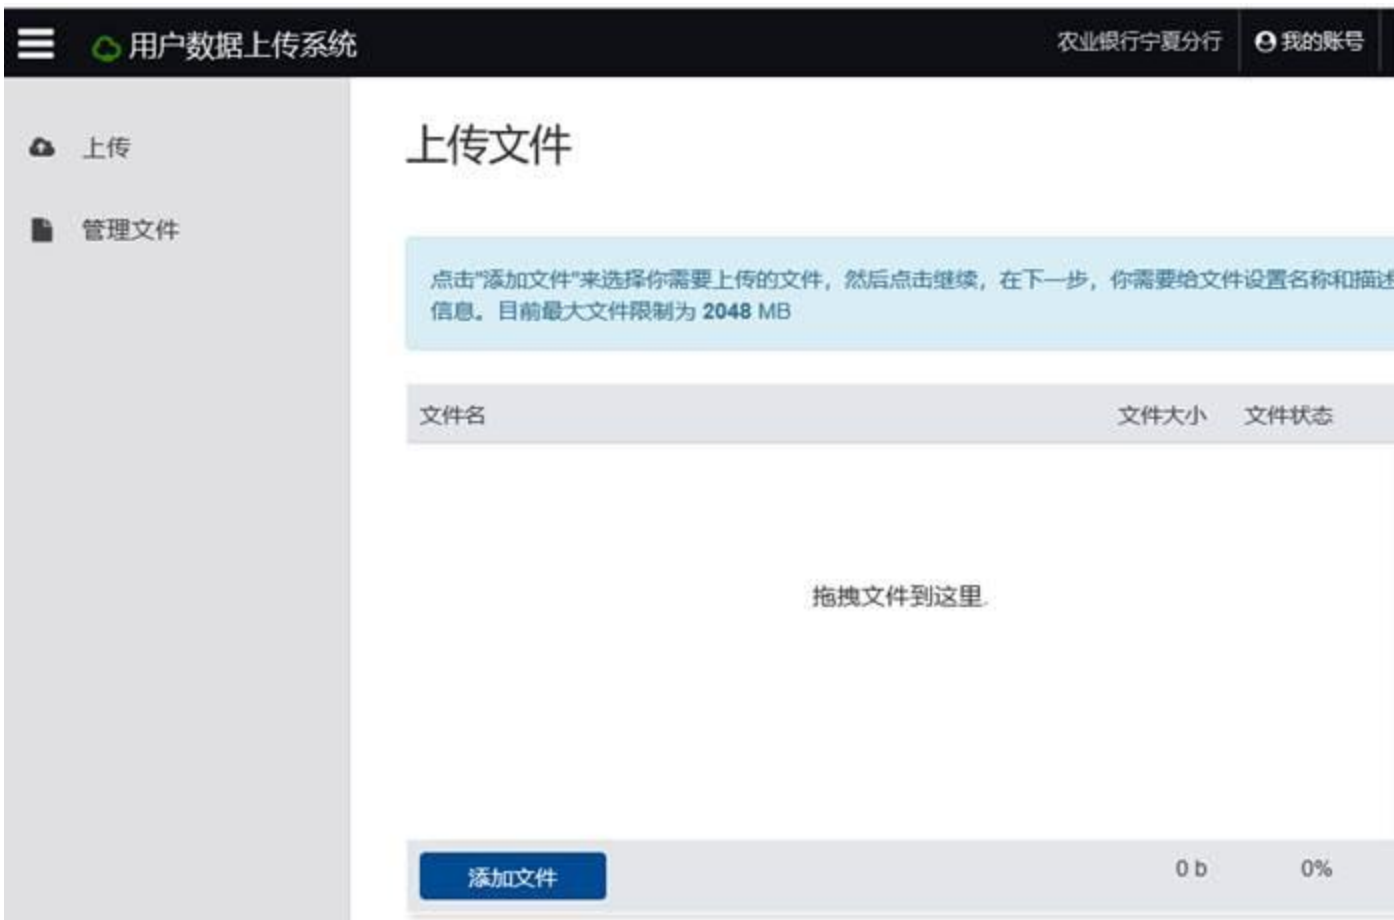 用户数据上传系统 农业银行宁夏分行 我的账号
上传
管理文件
上传文件
点击"添加文件"来选择你需要上传的文件，然后点击继续，在下一步，你需要给文件设置名称和描述
信息。目前最大文件限制为 2048 MB
文件名 文件大小 文件状态
拖拽文件到这里.
添加文件 0 b 0%